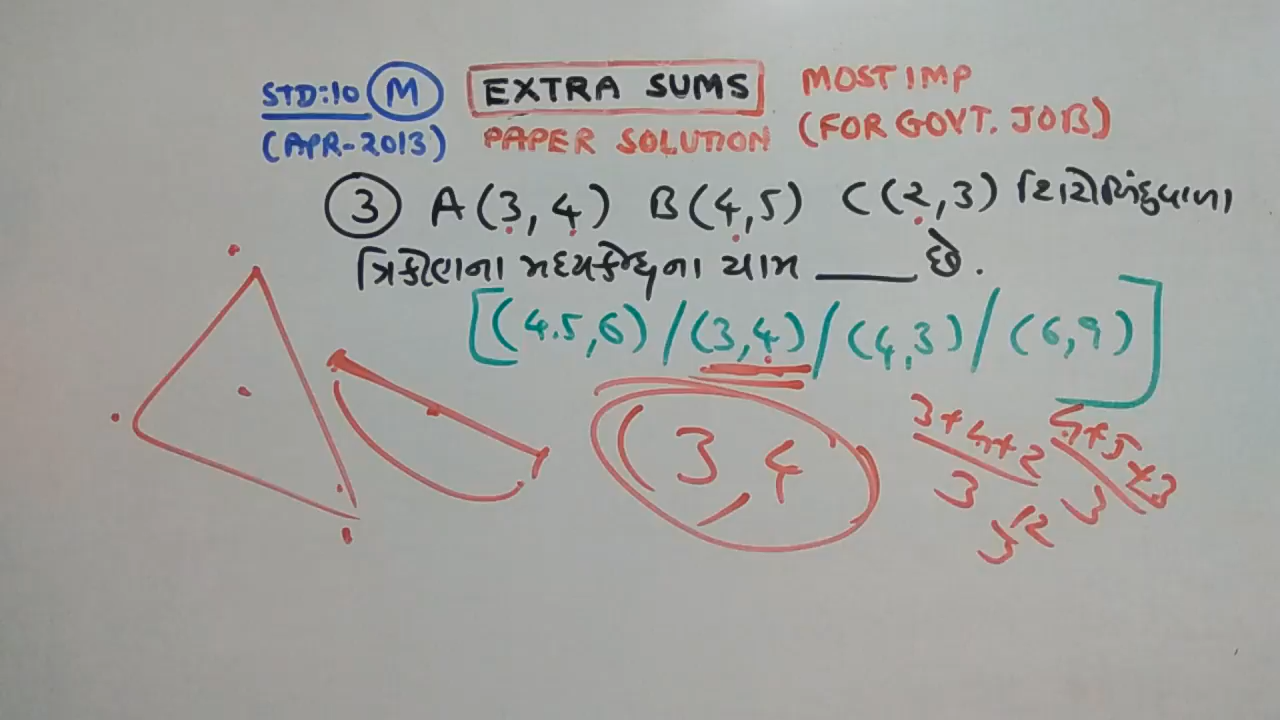 STD:10 M EXTRA SUMS MOST IMP
(APR-2013) PAPER SOLUTION (FOR GOVT. JOB)
3 A(3,4) B(4,5) C(2,3) શિરોબિંદુવાળા
ત્રિકોણના મધ્યકેન્દ્રના યામ ____ છે.
[(4.5,6) / (3,4) / (4,3) / (6,9)]
(3,4)
3+4+2
3
4+5+3
3